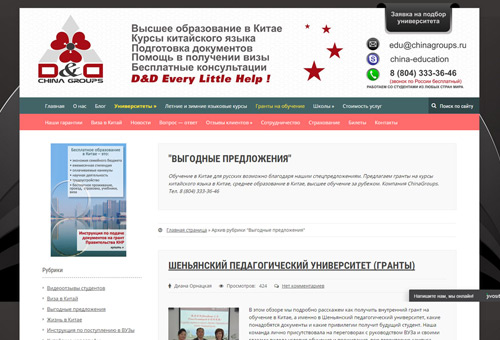 Заявка на подбор
университета
Высшее образование в Китае
Курсы китайского языка
Подготовка документов
Помощь в получении визы
Бесплатные консультации
D&D Every Little Help !
D&D
CHINA GROUPS
edu@chinagroups.ru
china-education
8 (804) 333-36-46
(звонок по России бесплатный)
РАБОТАЕМ СО СТУДЕНТАМИ ИЗ ЛЮБЫХ СТРАН МИРА
Главная О нас Блог Университеты » Летние и зимние языковые курсы Гранты на обучение Школы » Стоимость услуг Поиск по сайту
Наши гарантии Виза в Китай Новости Вопрос — ответ Отзывы клиентов » Сотрудничество Страхование Билеты Контакты
Бесплатное образование
в Китае - это:
Инструкция по подаче
документов на грант
Правительства КНР
"ВЫГОДНЫЕ ПРЕДЛОЖЕНИЯ"
Обучение в Китае для русских возможно благодаря нашим спецпредложениям. Предлагаем гранты на курсы
китайского языка в Китае, среднее образование в Китае, высшее обучение за рубежом. Компания ChinaGroups.
Тел. 8 (804) 333-36-46
Главная страница » Архив рубрики "Выгодные предложения"
Рубрики
Видеоотзывы студентов
Виза в Китай
Выгодные предложения
Жизнь в Китае
Инструкция по поступлению в ВУЗы
ШЕНЬЯНСКИЙ ПЕДАГОГИЧЕСКИЙ УНИВЕРСИТЕТ (ГРАНТЫ)
Диана Орнацкая Просмотров: 424 Нет комментариев
Напишите нам, мы онлайн!
В этом обзоре мы подробно расскажем как получить внутренний грант на
обучение в Китае, а именно в Шеньянский педагогический университет, какие
понадобятся документы и какие привилегии получит будущий студент. Наша
команда лично присутствовала на переговорах с руководством ВУЗа и своими